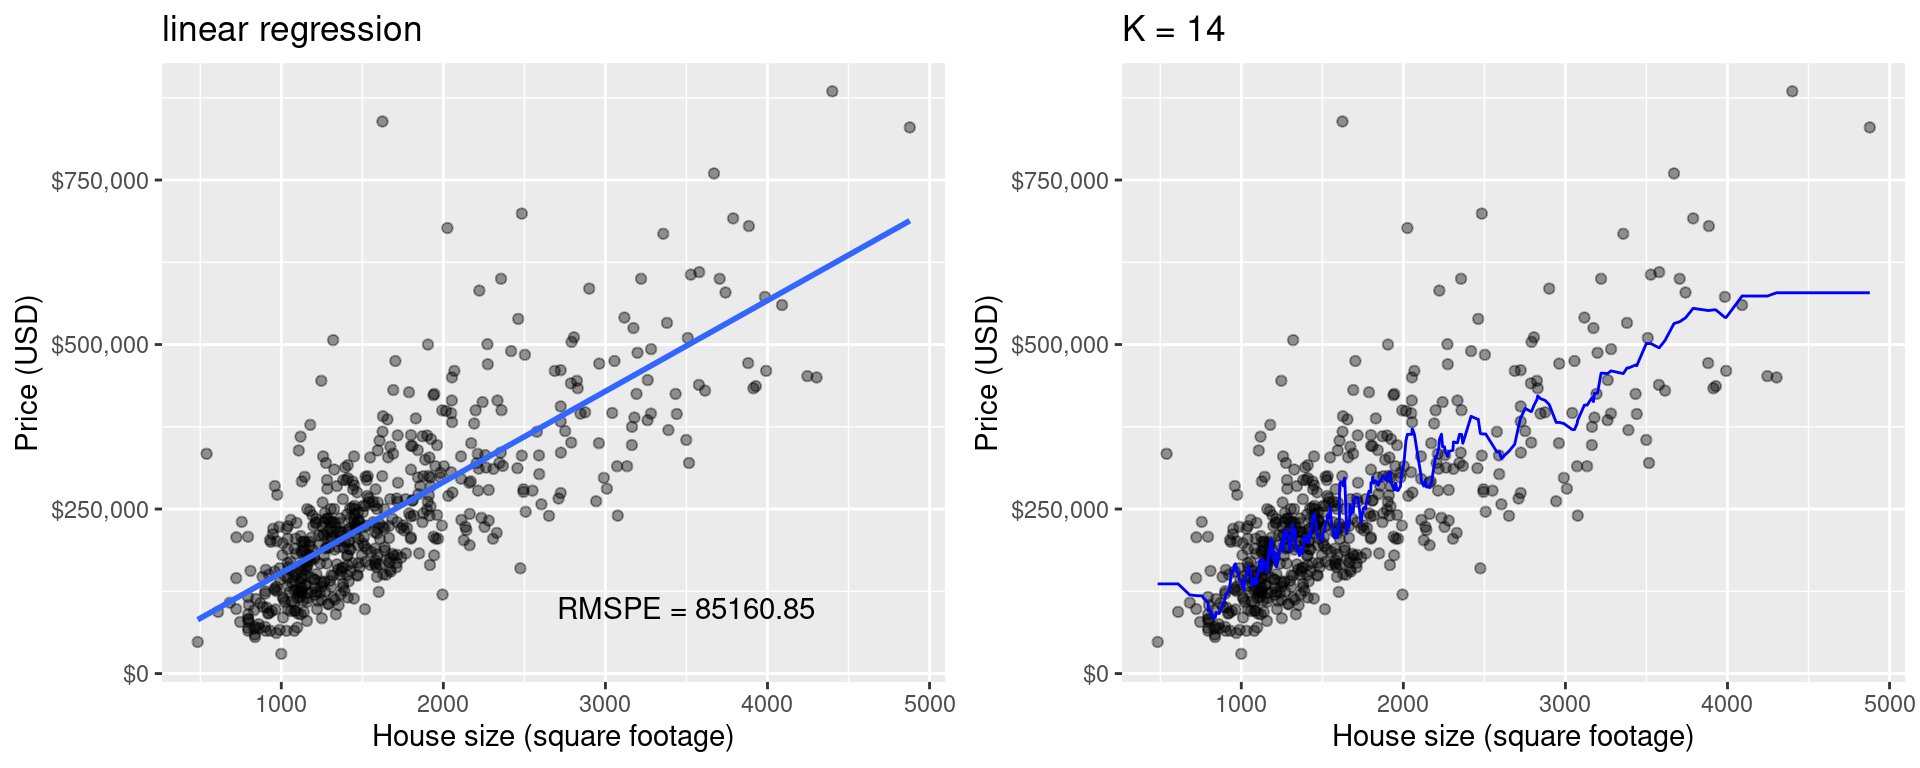 linear regression
Price (USD)
$750,000
$500,000
$250,000
$0
RMSPE = 85160.85
1000 2000 3000 4000 5000
House size (square footage)
K = 14
Price (USD)
$750,000
$500,000
$250,000
$0
1000 2000 3000 4000 5000
House size (square footage)